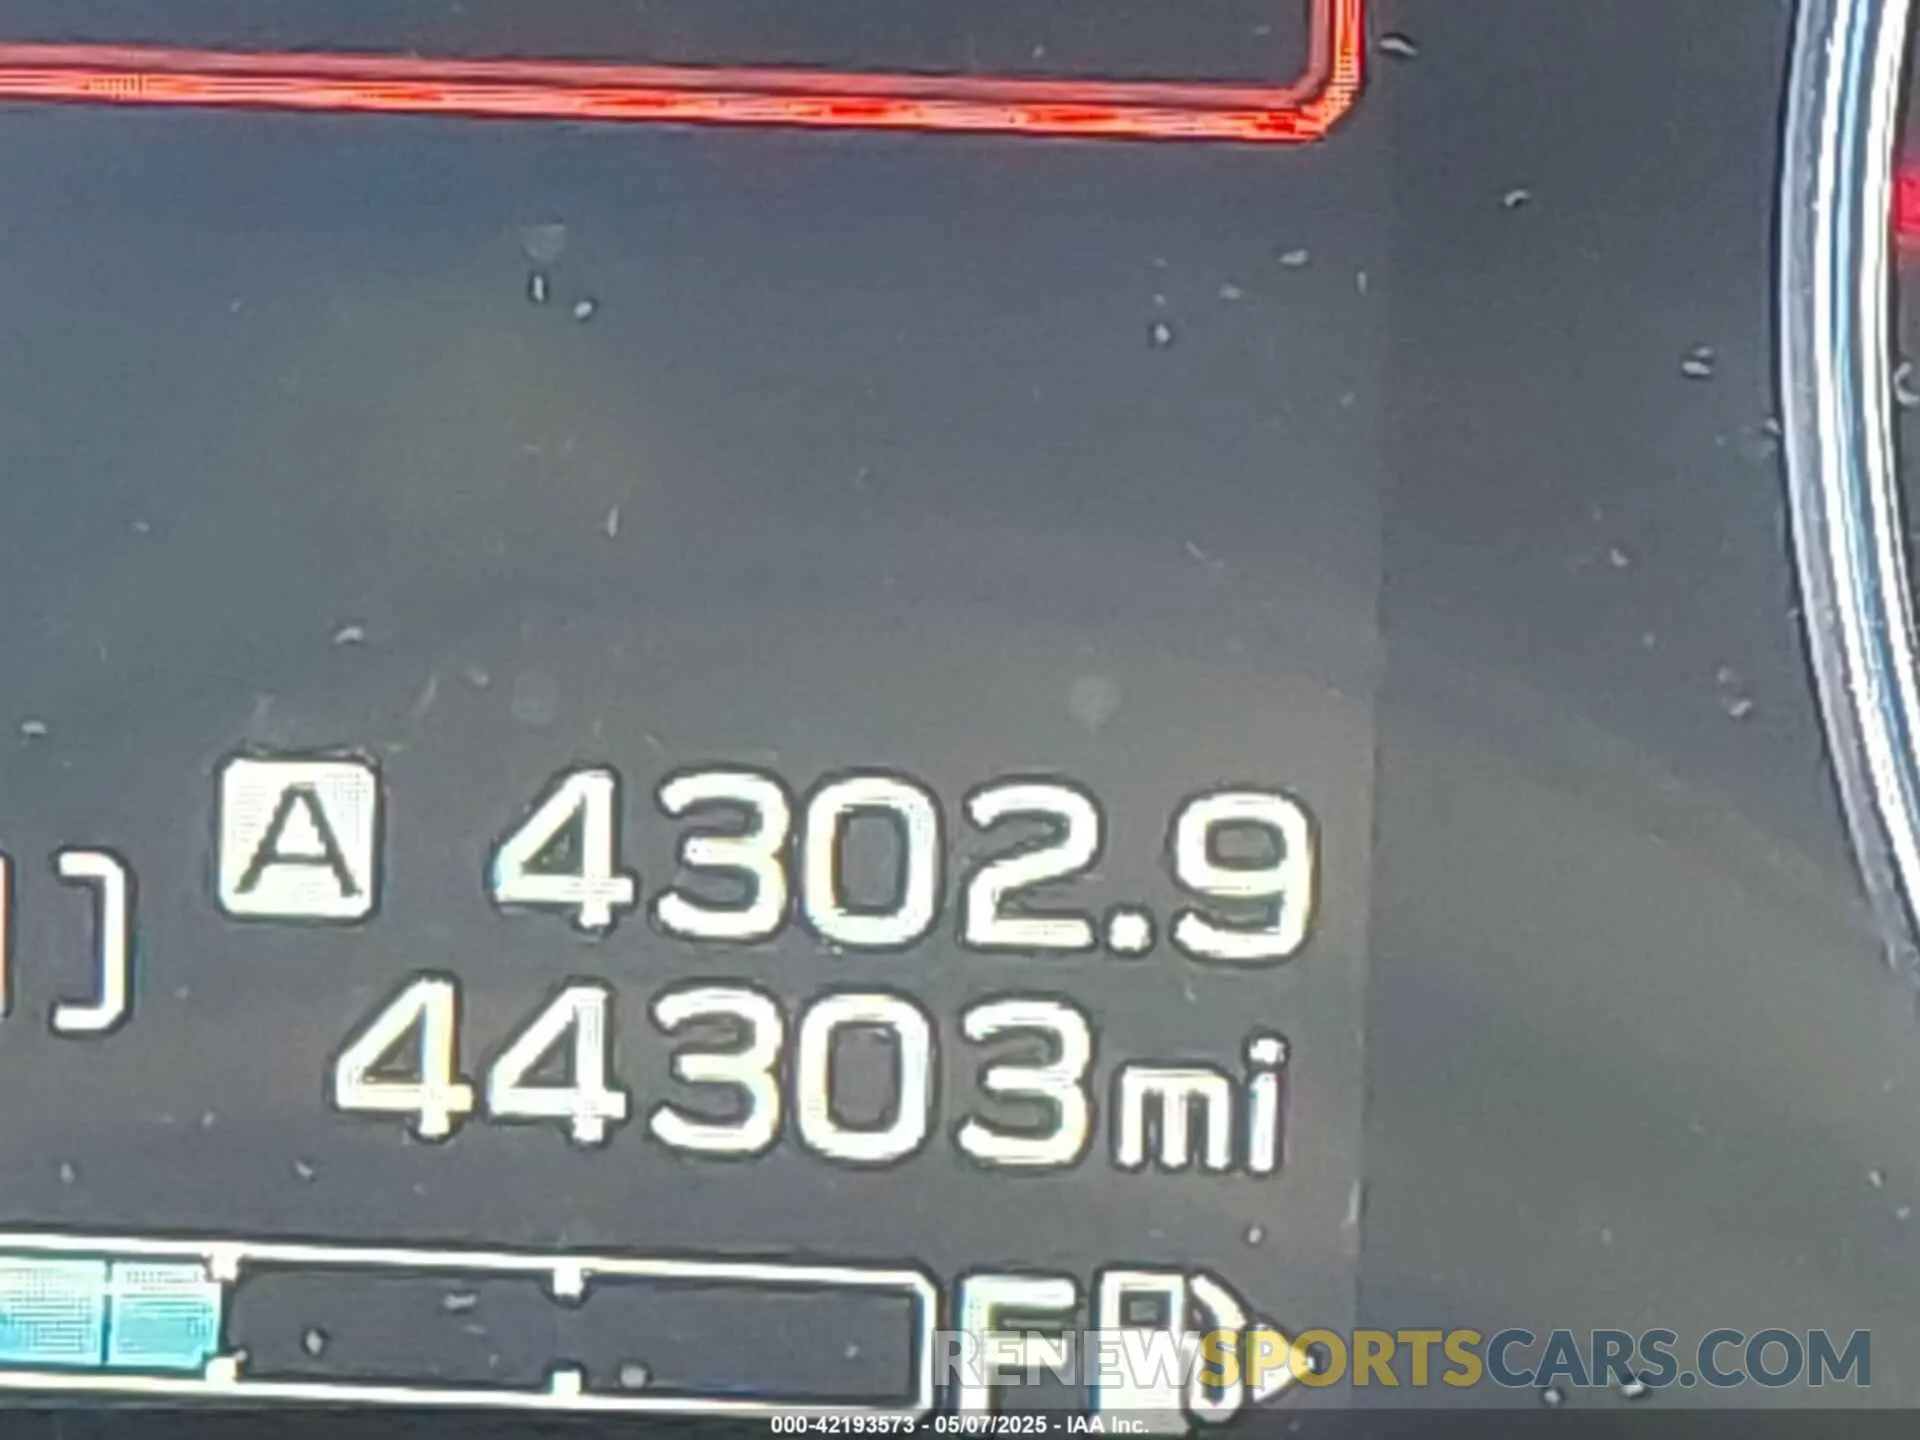 A 4302.9
44303mi
F
RENEWSPORTSCARS.COM
000-42193573 - 05/07/2025 - IAA Inc.